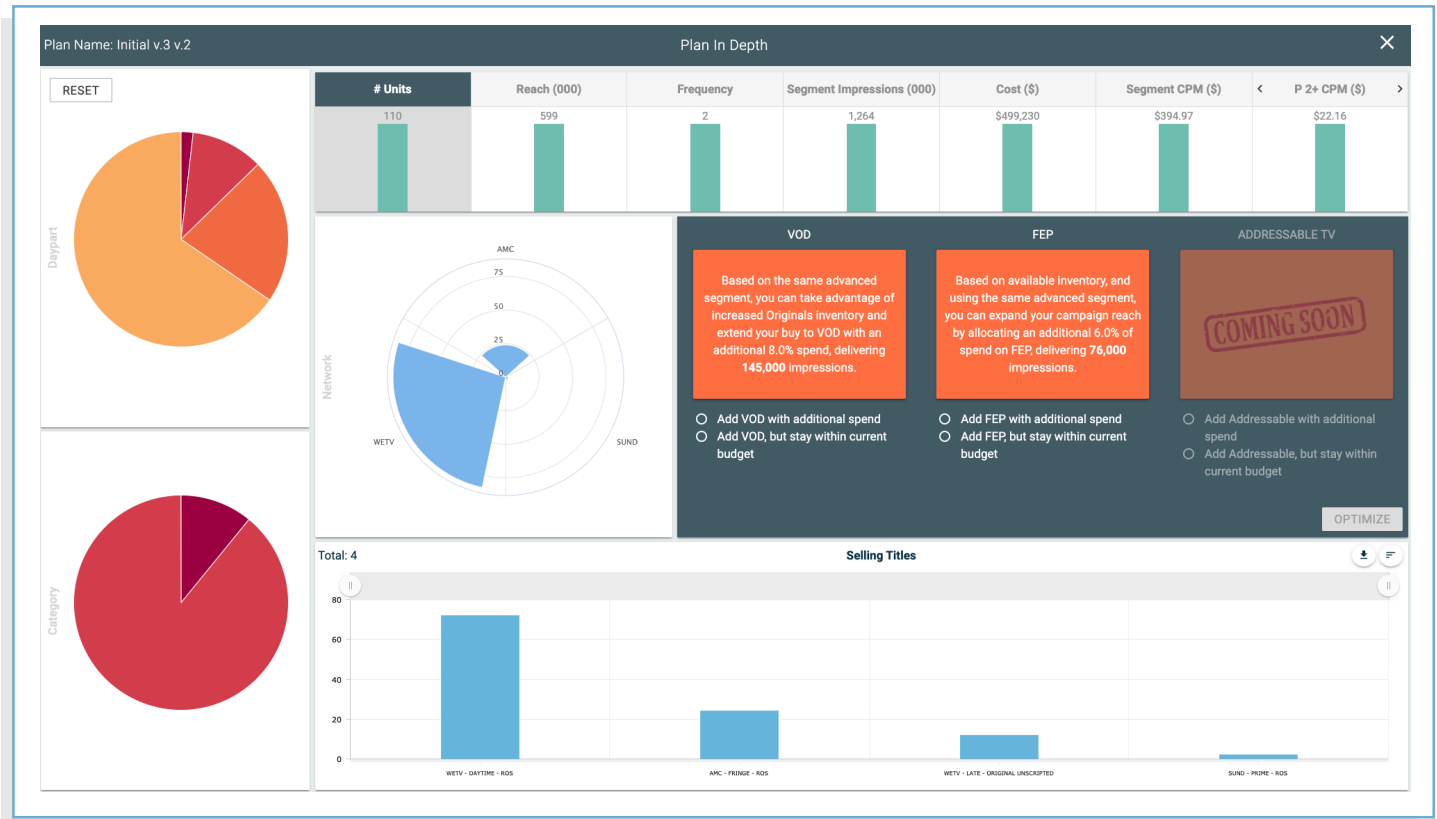 Plan Name: Initial v.3 v.2
Plan In Depth
RESET
Daypart
Category
# Units
Reach (000)
Frequency
Segment Impressions (000)
Cost ($)
Segment CPM ($)
P 2+ CPM ($)
110
599
2
1,264
$499,230
$394.97
$22.16
Network
AMC
75
50
25
0
WETV
SUND
VOD
Based on the same advanced
segment, you can take advantage of
increased Originals inventory and
extend your buy to VOD with an
additional 8.0% spend, delivering
145,000 impressions.
Add VOD with additional spend
Add VOD, but stay within current
budget
FEP
Based on available inventory, and
using the same advanced segment,
you can expand your campaign reach
by allocating an additional 6.0% of
spend on FEP, delivering 76,000
impressions.
Add FEP with additional spend
Add FEP, but stay within current
budget
ADDRESSABLE TV
COMING SOON
Add Addressable with additional
spend
Add Addressable, but stay within
current budget
OPTIMIZE
Total: 4
Selling Titles
80
60
40
20
0
WETV - DAYTIME - ROS
AMC - FRINGE - ROS
WETV - LATE - ORIGINAL UNSCRIPTED
SUND - PRIME - ROS